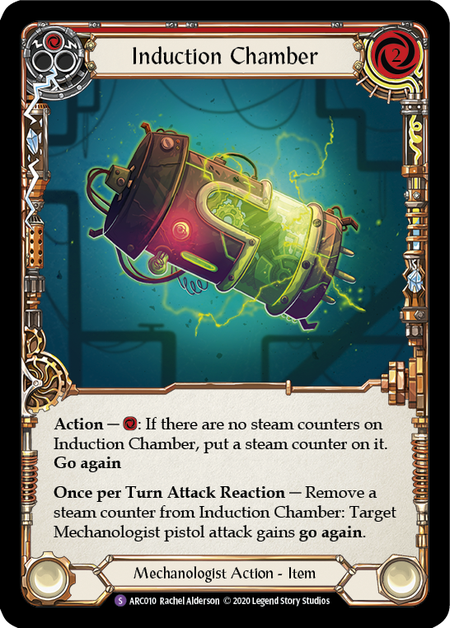 Induction Chamber
2
Action — : If there are no steam counters on
Induction Chamber, put a steam counter on it.
Go again
Once per Turn Attack Reaction — Remove a
steam counter from Induction Chamber: Target
Mechanologist pistol attack gains go again.
Mechanologist Action - Item
S ARC010 Rachel Alderson © 2020 Legend Story Studios